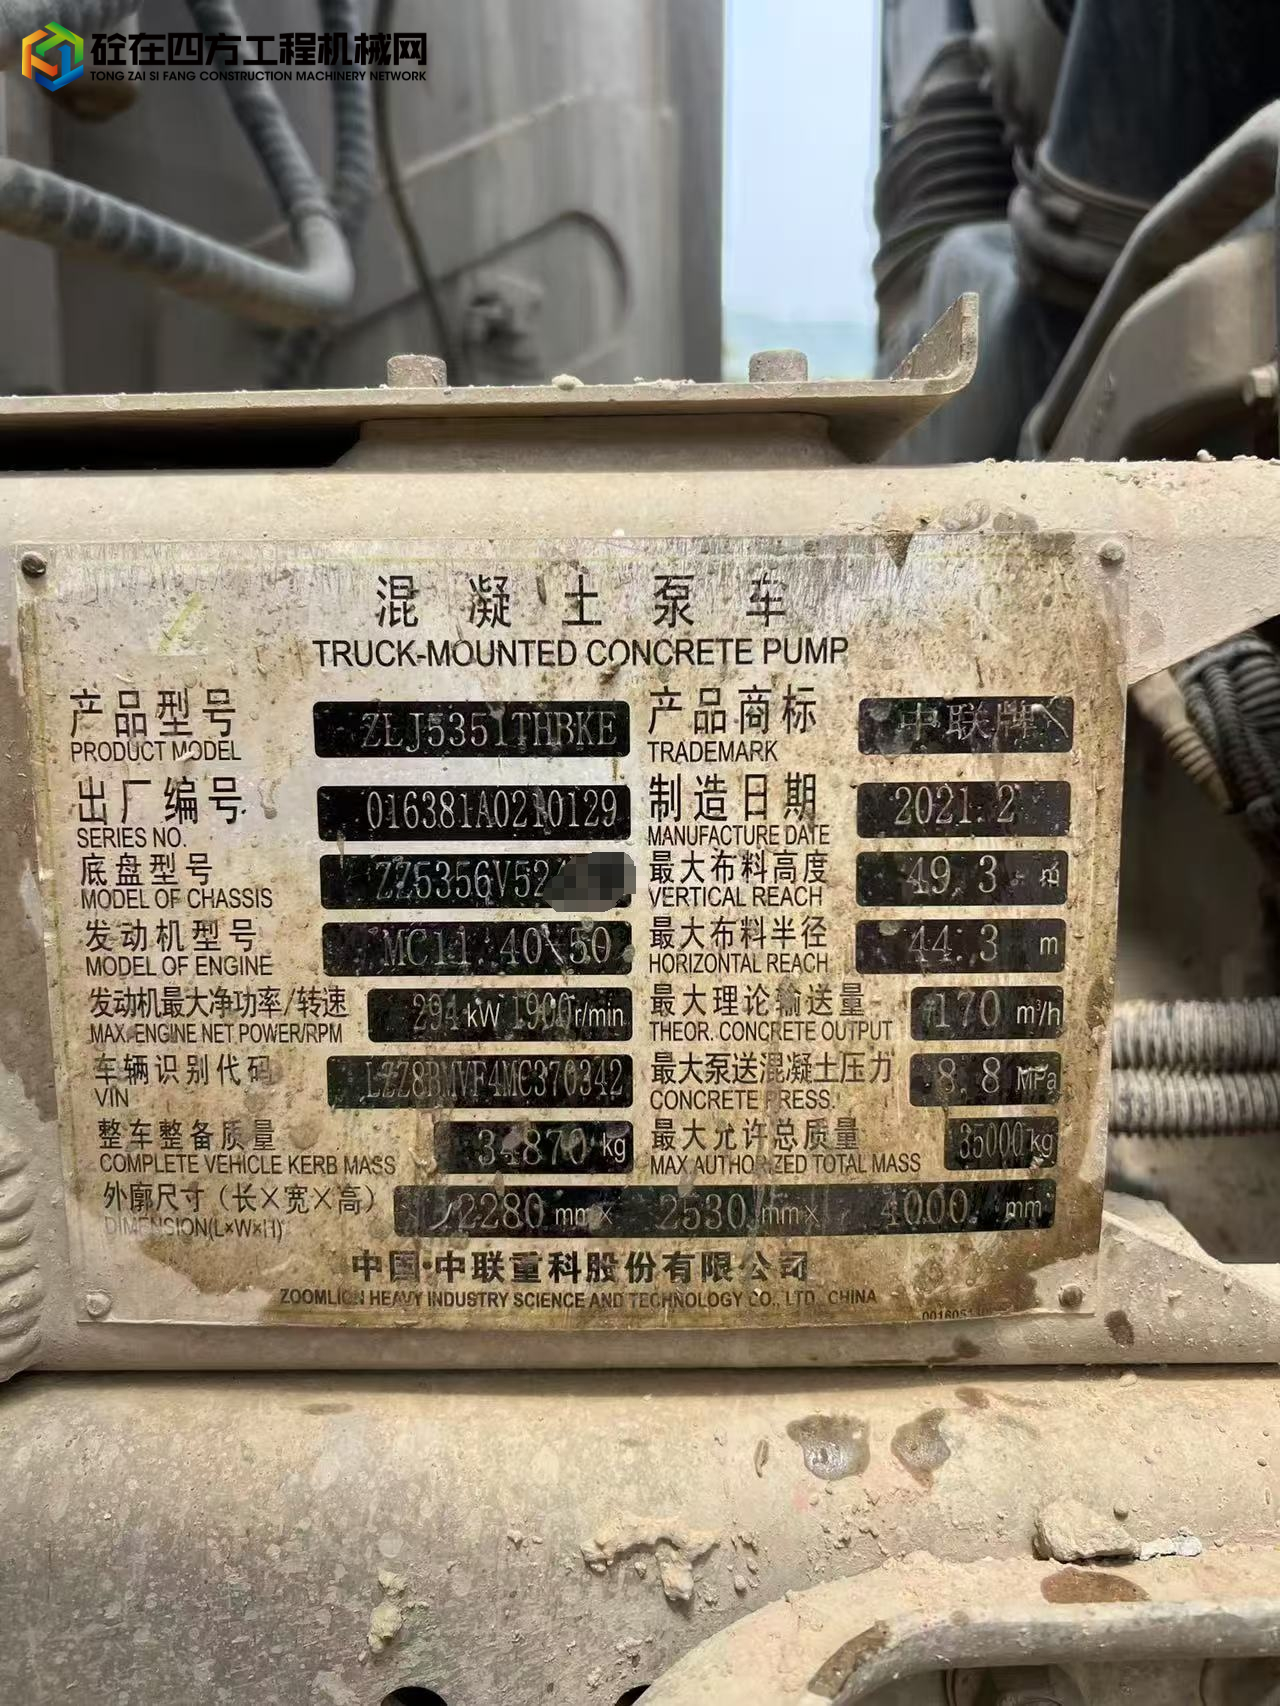 砼在四方工程机械网
TONG ZAI SI FANG CONSTRUCTION MACHINERY NETWORK
混凝土泵车
TRUCK-MOUNTED CONCRETE PUMP
产品型号 ZLJ5351THBKE 产品商标 中联牌
PRODUCT MODEL TRADEMARK
出厂编号 016381A0210129 制造日期 2021.2
SERIES NO. MANUFACTURE DATE
底盘型号 ZZ5356V52 最大布料高度 49.3
MODEL OF CHASSIS VERTICAL REACH
发动机型号 MC11.40\50 最大布料半径 44.3 m
MODEL OF ENGINE HORIZONTAL REACH
发动机最大净功率/转速 294 kW 1900 r/min 最大理论输送量 170 m³/h
MAX.ENGINE NET POWER/RPM THEOR. CONCRETE OUTPUT
车辆识别代码 LZZ8BMVF4MC370342 最大泵送混凝土压力 8.8 MPa
VIN CONCRETE PRESS.
整车整备质量 34870 kg 最大允许总质量 35000 kg
COMPLETE VEHICLE KERB MASS MAX AUTHORIZED TOTAL MASS
外廓尺寸（长×宽×高） 12280 mm× 2530 mm× 4000 mm
DIMENSION(L×W×H)
中国·中联重科股份有限公司
ZOOMLION HEAVY INDUSTRY SCIENCE AND TECHNOLOGY CO., LTD. CHINA